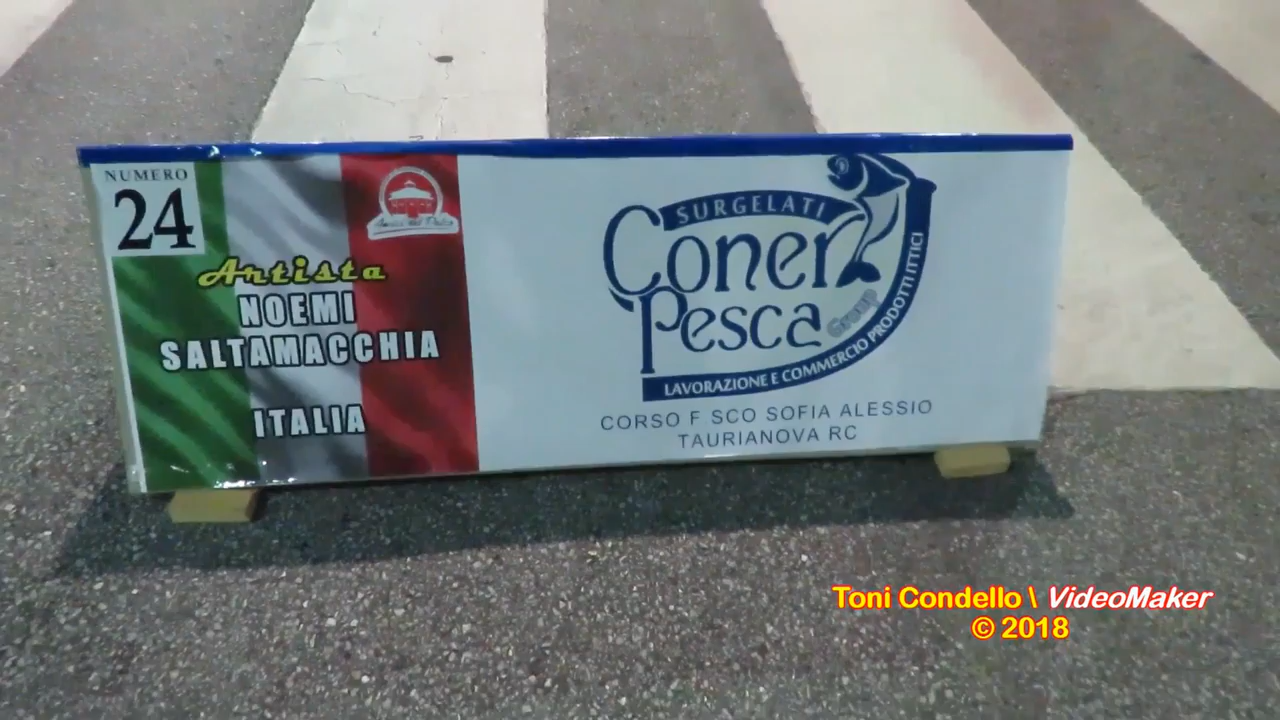 NUMERO
24
Artista
NOEMI
SALTAMACCHIA
ITALIA
SURGELATI
Coner
Pesca
Group
LAVORAZIONE E COMMERCIO PRODOTTI ITTICI
CORSO F SCO SOFIA ALESSIO
TAURIANOVA RC
Toni Condello \ VideoMaker
© 2018